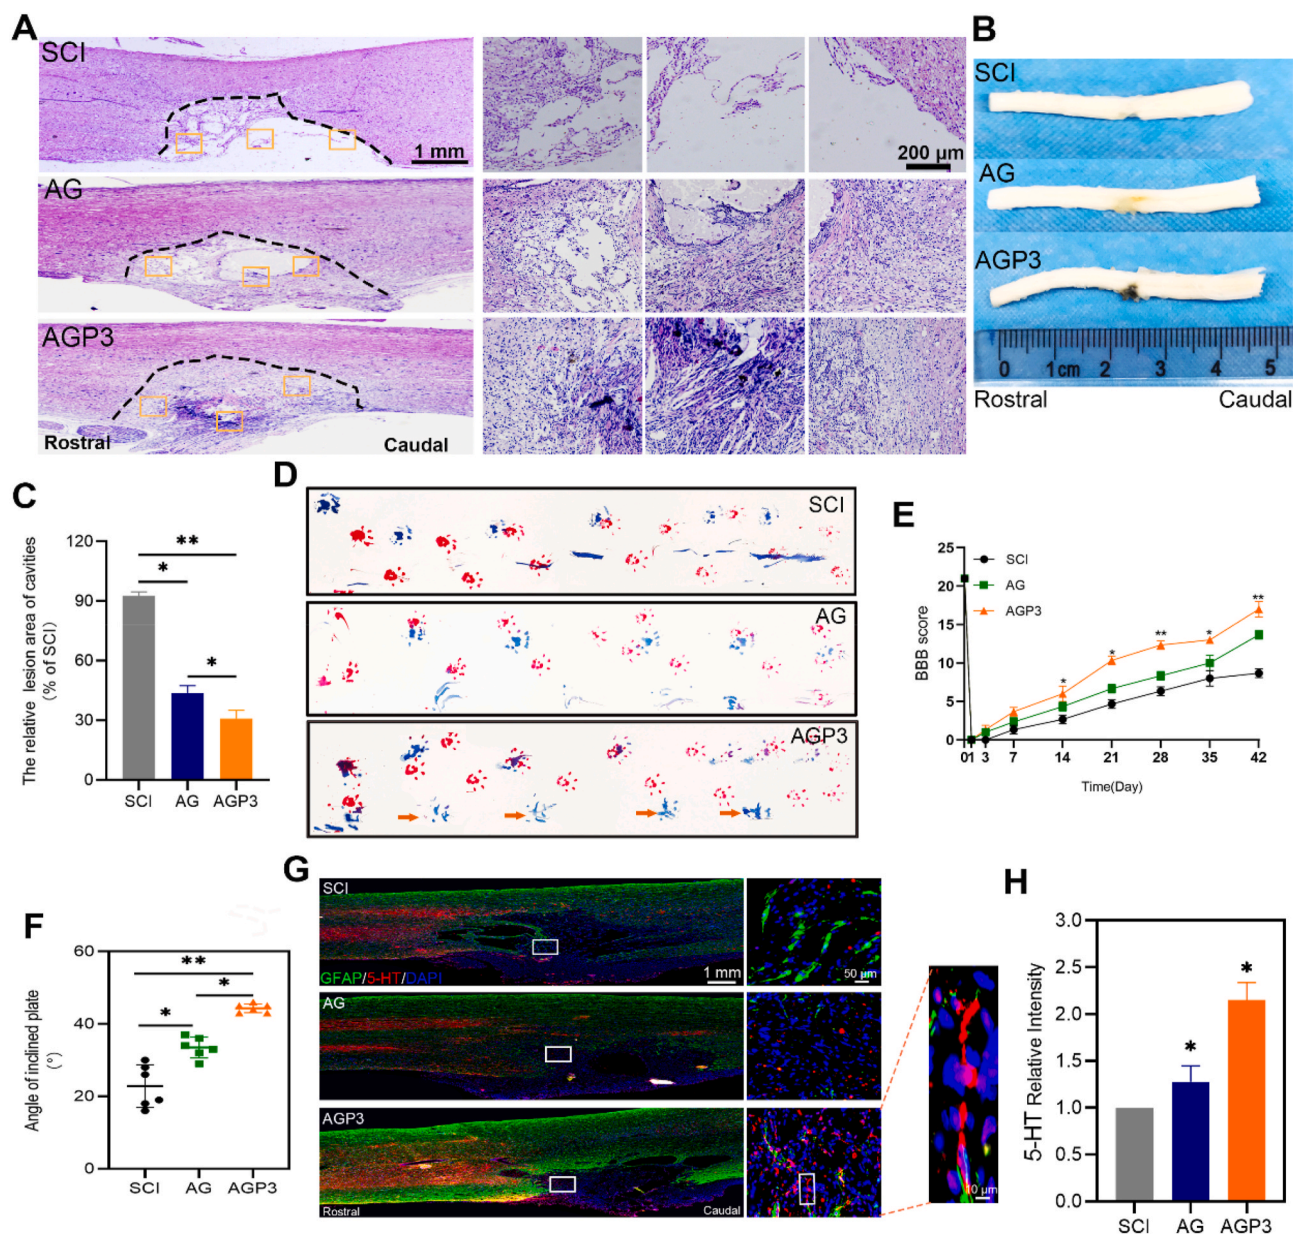 A
SCI
1 mm
200 μm
AG
AGP3
Rostral
Caudal
B
SCI
AG
AGP3
0 1cm 2 3 4 5
Rostral
Caudal
C
The relative lesion area of cavities
(% of SCI)
120
90
60
30
0
**
*
*
SCI
AG
AGP3
D
SCI
AG
AGP3
E
BBB score
25
20
15
10
5
0
SCI
AG
AGP3
*
*
**
*
**
0 1 3 7 14 21 28 35 42
Time(Day)
F
Angle of inclined plate
(°)
60
40
20
0
**
*
*
SCI
AG
AGP3
G
SCI
GFAP/5-HT/DAPI
1 mm
50 μm
AG
AGP3
Rostral
Caudal
10 μm
H
5-HT Relative Intensity
3.0
2.5
2.0
1.5
1.0
0.5
0.0
*
*
SCI
AG
AGP3